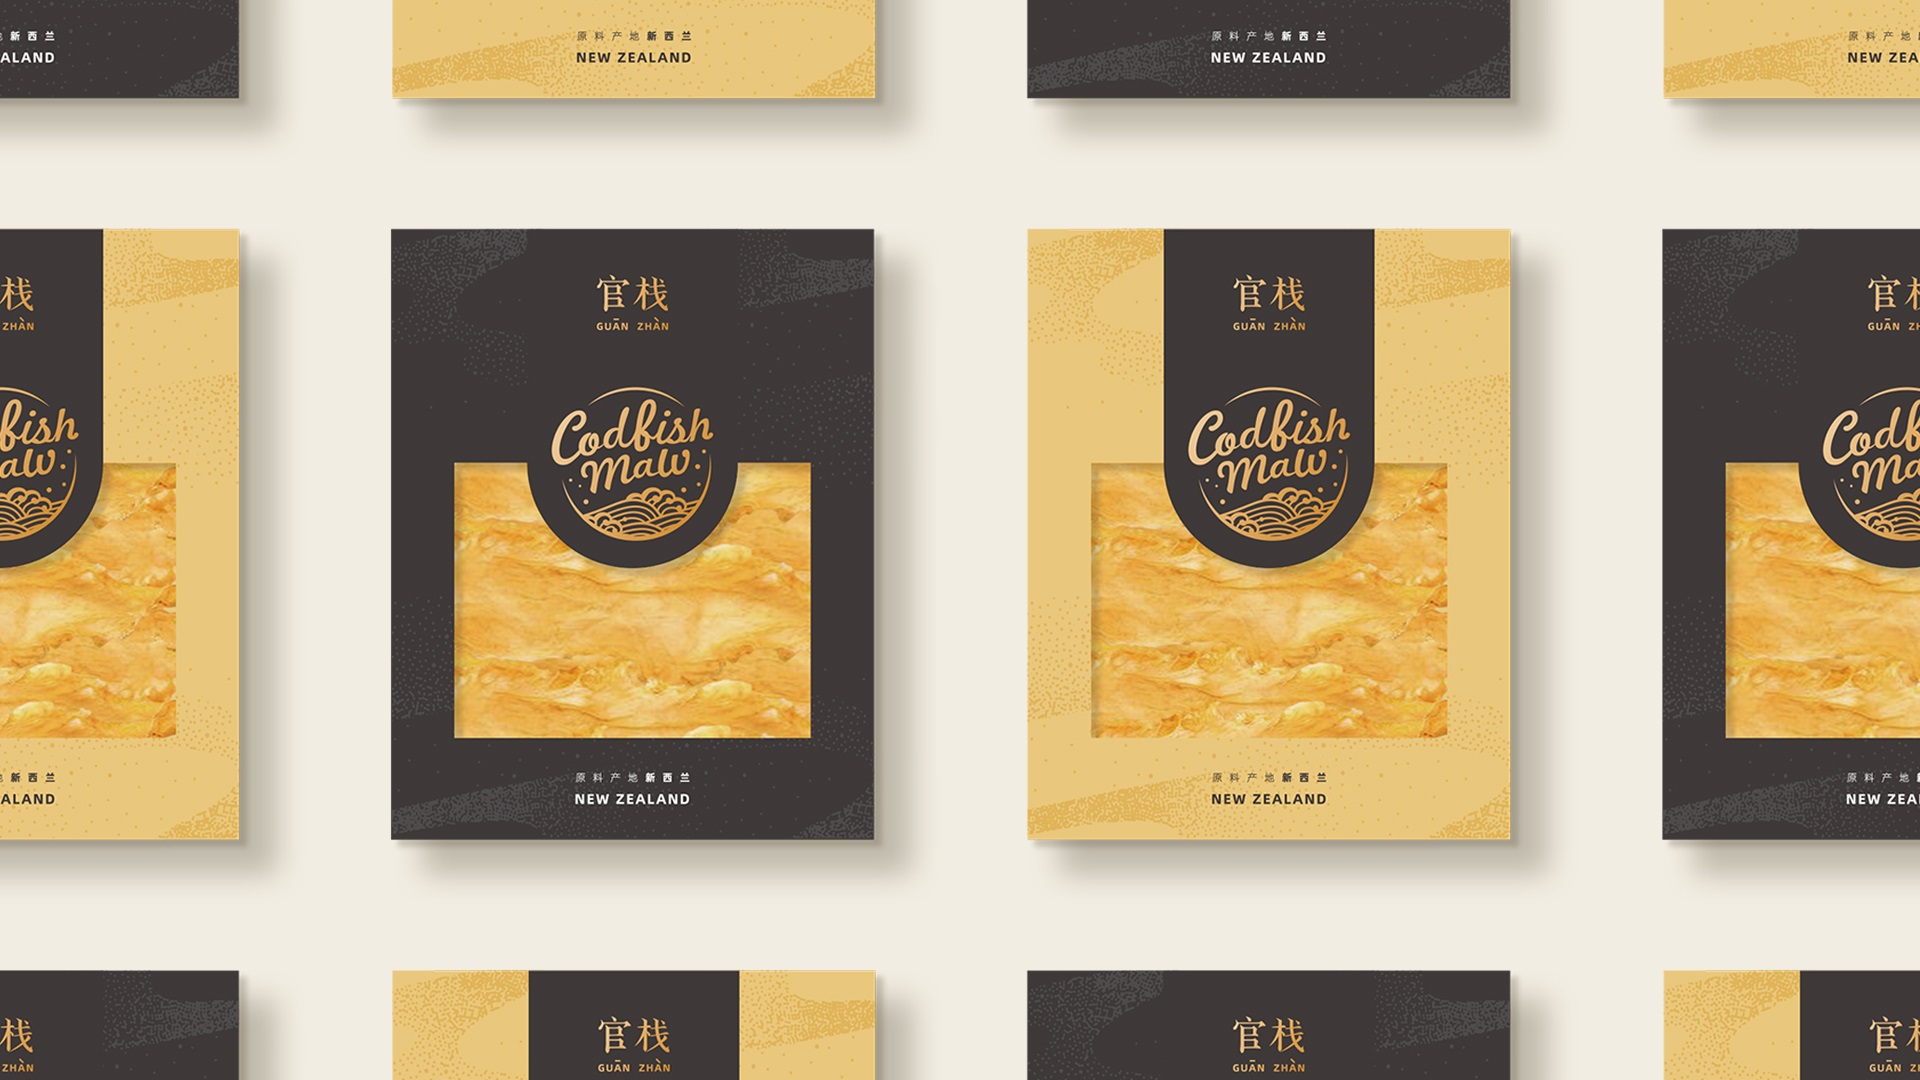 新西兰
ALAND
原料产地新西兰
NEW ZEALAND
原料产地新西兰
NEW ZEALAND
原料产地
NEW ZEA
栈
ZHÀN
fish
aw
新西兰
ALAND
官栈
GUĀN ZHÀN
Codfish
maw
原料产地新西兰
NEW ZEALAND
官栈
GUĀN ZHÀN
Codfish
maw
原料产地新西兰
NEW ZEALAND
官
GUĀN ZH
Codf
ma
原料产地
NEW ZEA
栈
ZHÀN
官栈
GUĀN ZHÀN
官栈
GUĀN ZHÀN
官
GUĀN ZH